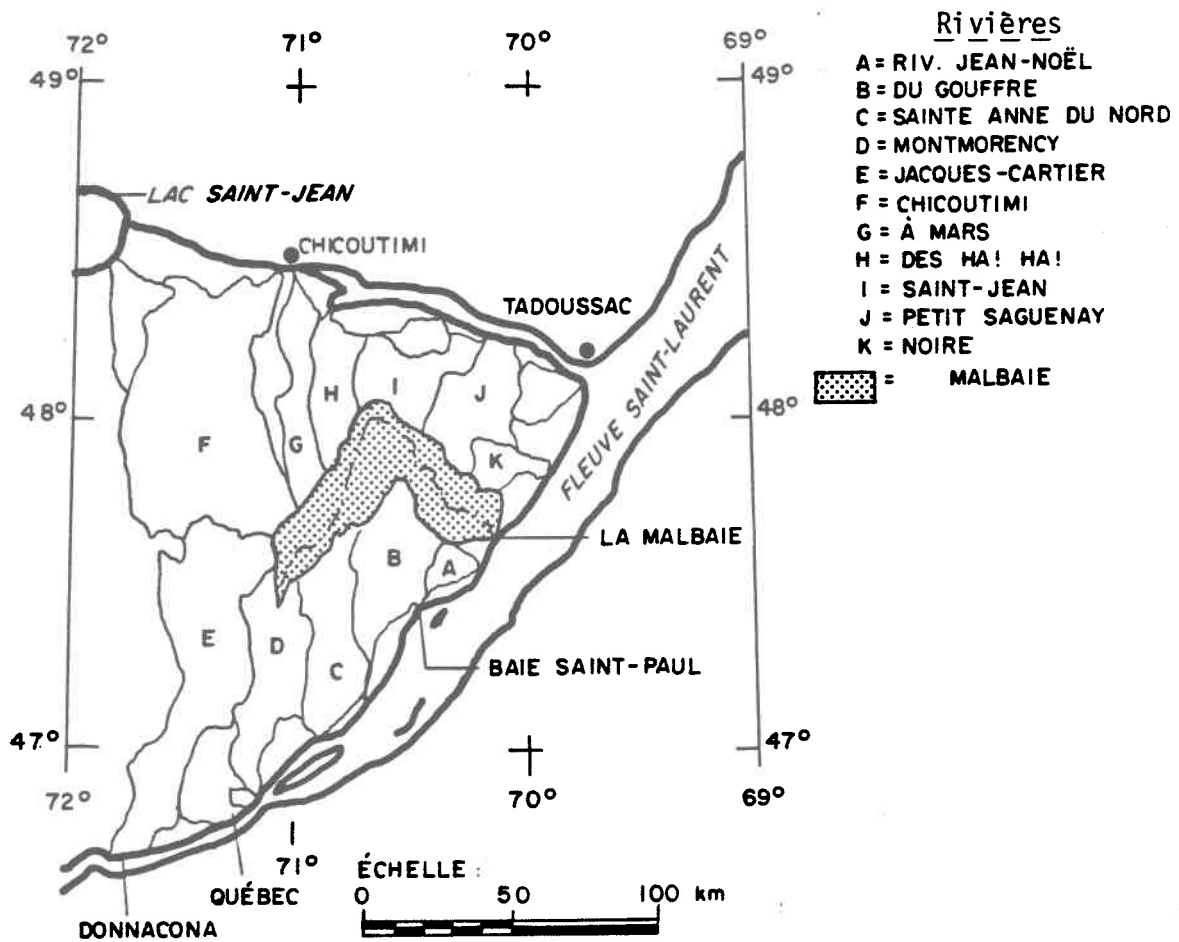 Rivières
A = RIV. JEAN-NOËL
B = DU GOUFFRE
C = SAINTE ANNE DU NORD
D = MONTMORENCY
E = JACQUES-CARTIER
F = CHICOUTIMI
G = À MARS
H = DES HA! HA!
I = SAINT-JEAN
J = PETIT SAGUENAY
K = NOIRE
= MALBAIE
72° 71° 70° 69°
49° 49°
LAC SAINT-JEAN
CHICOUTIMI
TADOUSSAC
FLEUVE SAINT-LAURENT
48° 48°
H I J
F G K
LA MALBAIE
B A
E D C
BAIE SAINT-PAUL
47° 47°
72° 70° 69°
71°
ÉCHELLE :
0 50 100 km
QUÉBEC
DONNACONA